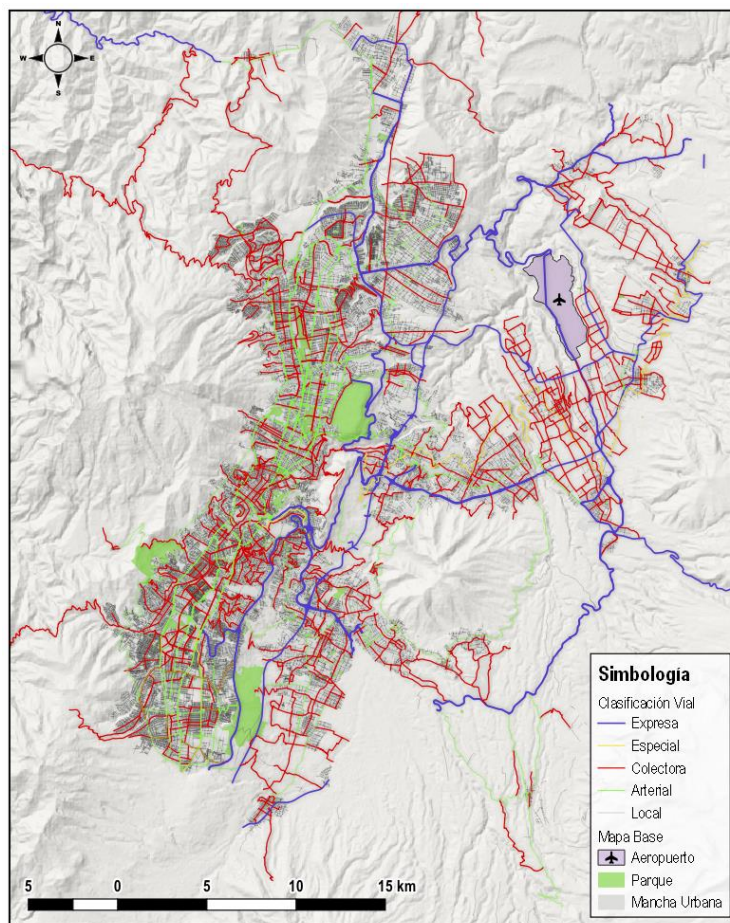 N
W E
S
Simbología
Clasificación Vial
Expresa
Especial
Colectora
Arterial
Local
Mapa Base
Aeropuerto
Parque
Mancha Urbana
5 0 5 10 15 km